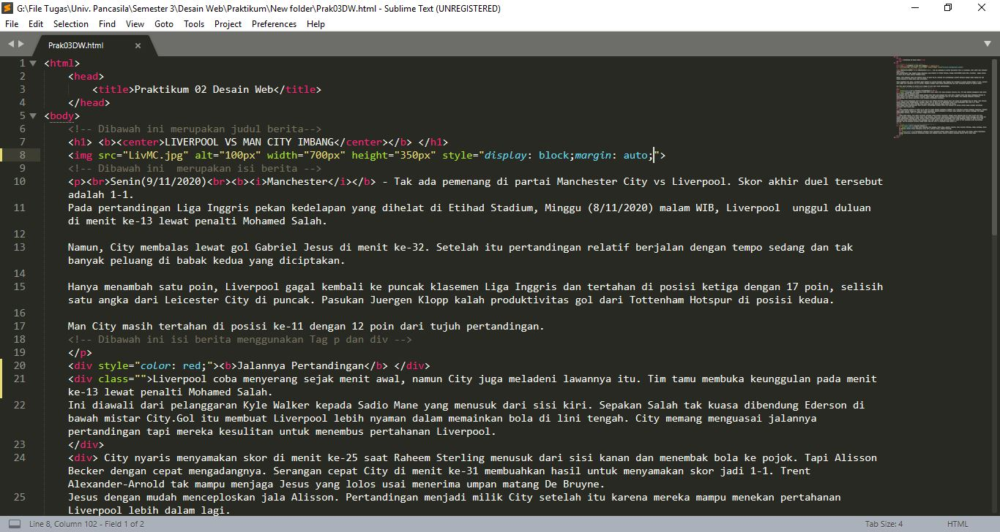 G:\File Tugas\Univ. Pancasila\Semester 3\Desain Web\Praktikum\New folder\Prak03DW.html - Sublime Text (UNREGISTERED)
File Edit Selection Find View Goto Tools Project Preferences Help
Prak03DW.html
1 <html>
2 <head>
3 <title>Praktikum 02 Desain Web</title>
4 </head>
5 <body>
6 <!-- Dibawah ini merupakan judul berita-->
7 <h1> <b><center>LIVERPOOL VS MAN CITY IMBANG</center></b> </h1>
8 <img src="LivMC.jpg" alt="100px" width="700px" height="350px" style="display: block;margin: auto;">
9 <!-- Dibawah ini  merupakan isi berita -->
10 <p><br>Senin(9/11/2020)<br><b><i>Manchester</i></b> - Tak ada pemenang di partai Manchester City vs Liverpool. Skor akhir duel tersebut
adalah 1-1.
11 Pada pertandingan Liga Inggris pekan kedelapan yang dihelat di Etihad Stadium, Minggu (8/11/2020) malam WIB, Liverpool  unggul duluan
di menit ke-13 lewat penalti Mohamed Salah.
12
13 Namun, City membalas lewat gol Gabriel Jesus di menit ke-32. Setelah itu pertandingan relatif berjalan dengan tempo sedang dan tak
banyak peluang di babak kedua yang diciptakan.
14
15 Hanya menambah satu poin, Liverpool gagal kembali ke puncak klasemen Liga Inggris dan tertahan di posisi ketiga dengan 17 poin, selisih
satu angka dari Leicester City di puncak. Pasukan Juergen Klopp kalah produktivitas gol dari Tottenham Hotspur di posisi kedua.
16
17 Man City masih tertahan di posisi ke-11 dengan 12 poin dari tujuh pertandingan.
18 <!-- Dibawah ini isi berita menggunakan Tag p dan div -->
19 </p>
20 <div style="color: red;"><b>Jalannya Pertandingan</b> </div>
21 <div class="">Liverpool coba menyerang sejak menit awal, namun City juga meladeni lawannya itu. Tim tamu membuka keunggulan pada menit
ke-13 lewat penalti Mohamed Salah.
22 Ini diawali dari pelanggaran Kyle Walker kepada Sadio Mane yang menusuk dari sisi kiri. Sepakan Salah tak kuasa dibendung Ederson di
bawah mistar City.Gol itu membuat Liverpool lebih nyaman dalam memainkan bola di lini tengah. City memang menguasai jalannya
pertandingan tapi mereka kesulitan untuk menembus pertahanan Liverpool.
23 </div>
24 <div> City nyaris menyamakan skor di menit ke-25 saat Raheem Sterling menusuk dari sisi kanan dan menembak bola ke pojok. Tapi Alisson
Becker dengan cepat mengadangnya. Serangan cepat City di menit ke-31 membuahkan hasil untuk menyamakan skor jadi 1-1. Trent
Alexander-Arnold tak mampu menjaga Jesus yang lolos usai menerima umpan matang De Bruyne.
25 Jesus dengan mudah menceploskan jala Alisson. Pertandingan menjadi milik City setelah itu karena mereka mampu menekan pertahanan
Liverpool lebih dalam lagi.
Line 8, Column 102 - Field 1 of 2 Tab Size: 4 HTML